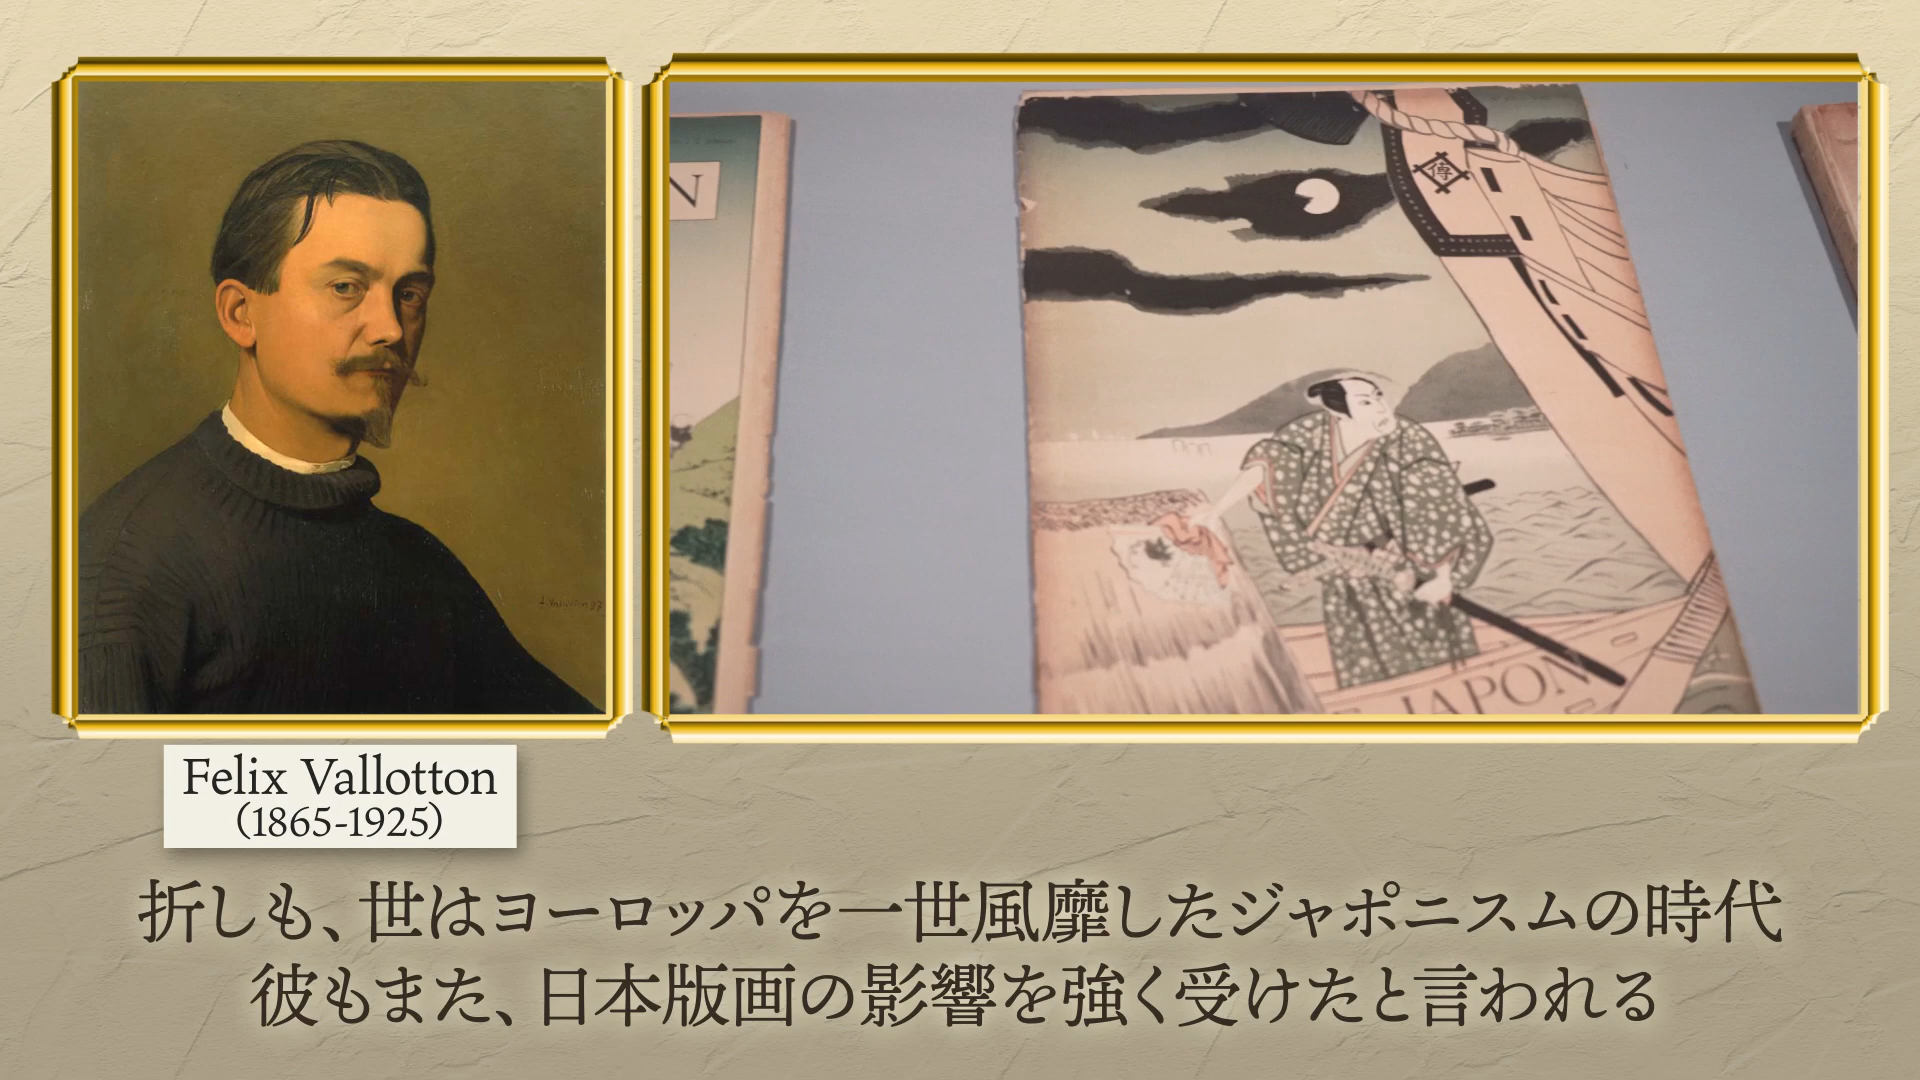 N
傳
JAPON
Felix Vallotton
(1865-1925)
折しも、世はヨーロッパを一世風靡したジャポニスムの時代
彼もまた、日本版画の影響を強く受けたと言われる